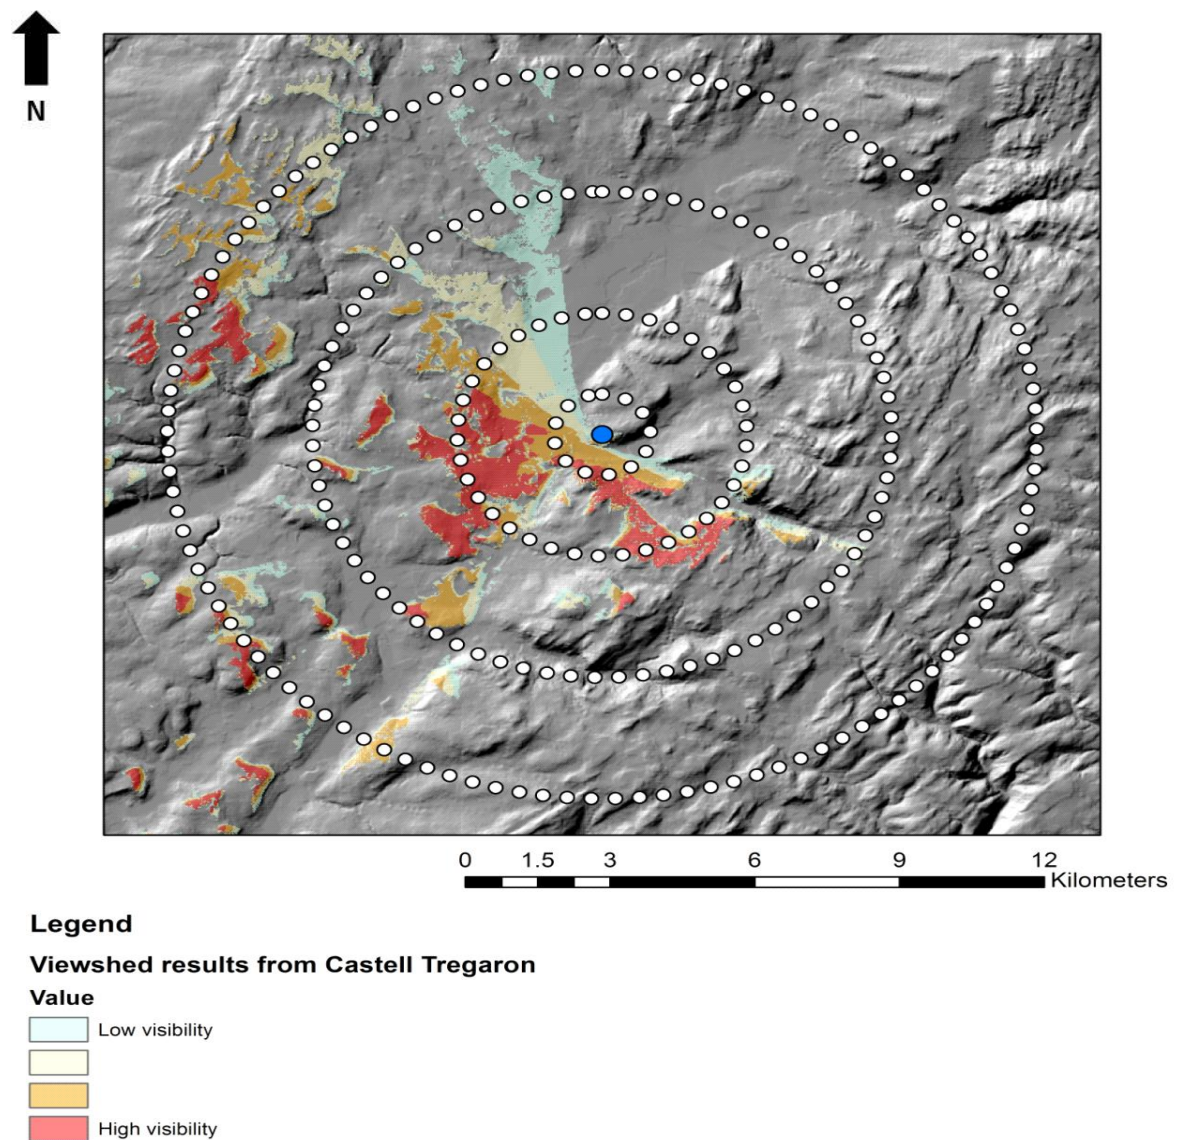 N
0 1.5 3 6 9 12
Kilometers
Legend
Viewshed results from Castell Tregaron
Value
Low visibility
High visibility